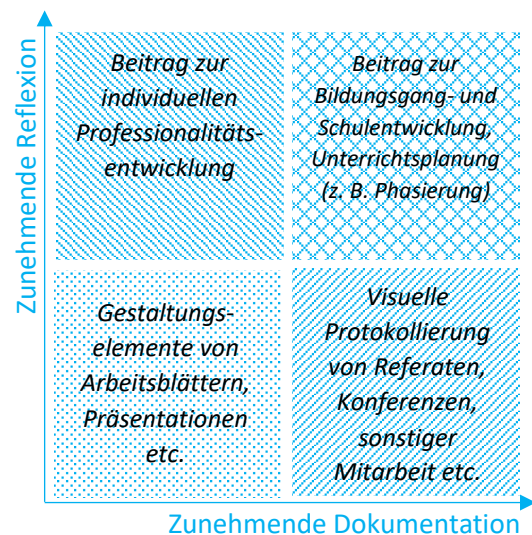 Zunehmende Reflexion
Beitrag zur
individuellen
Professionalitäts-
entwicklung
Beitrag zur
Bildungsgang- und
Schulentwicklung,
Unterrichtsplanung
(z. B. Phasierung)
Gestaltungs-
elemente von
Arbeitsblättern,
Präsentationen
etc.
Visuelle
Protokollierung
von Referaten,
Konferenzen,
sonstiger
Mitarbeit etc.
Zunehmende Dokumentation